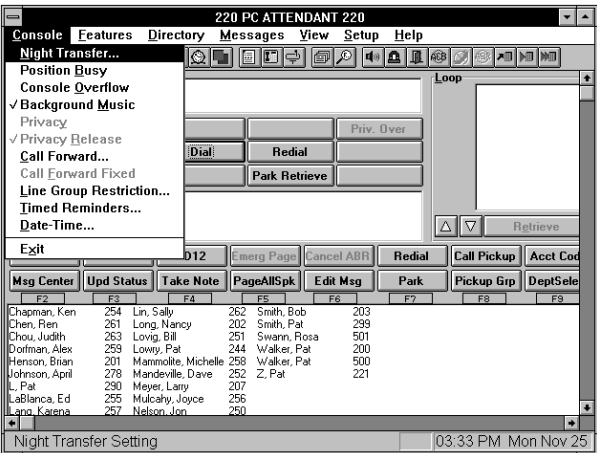 220 PC ATTENDANT 220
Console Features Directory Messages View Setup Help
Night Transfer...
Position Busy
Console Overflow
✓Background Music
Privacy
✓Privacy Release
Call Forward...
Call Forward Fixed
Line Group Restriction...
Timed Reminders...
Date-Time...
Exit
Loop
Priv. Over
Dial Redial
Park Retrieve
Retrieve
D12 Emerg Page Cancel ABR Redial Call Pickup Acct Cod
Msg Center Upd Status Take Note PageAllSpk Edit Msg Park Pickup Grp DeptSele
F2 F3 F4 F5 F6 F7 F8 F9
Chapman, Ken 254 Lin, Sally 262 Smith, Bob 203
Chen, Ren 261 Long, Nancy 202 Smith, Pat 299
Chou, Judith 263 Lovig, Bill 251 Swann, Rosa 501
Dorfman, Alex 259 Lowry, Pat 244 Walker, Pat 200
Henson, Brian 201 Mammolite, Michelle 258 Walker, Pat 500
Johnson, April 278 Mandeville, Dave 252 Z, Pat 221
L, Pat 290 Meyer, Larry 207
LaBlanca, Ed 255 Mulcahy, Joyce 256
Lang, Karena 257 Nelson, Jon 250
Night Transfer Setting 03:33 PM Mon Nov 25